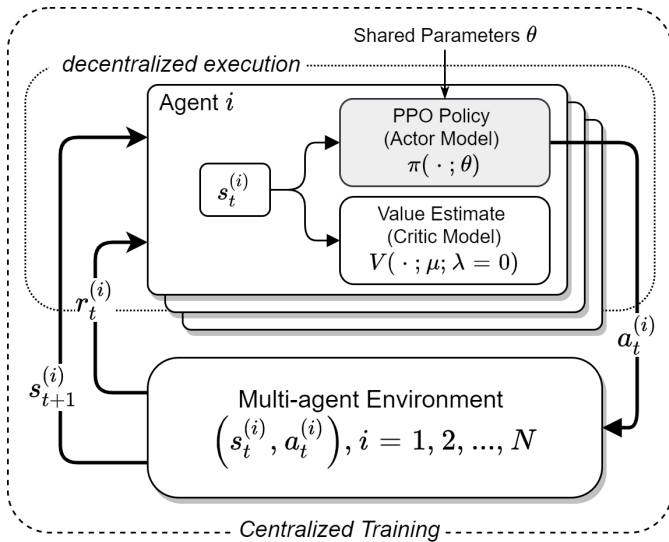 Shared Parameters θ
decentralized execution
Agent i
PPO Policy
(Actor Model)
π( · ; θ)
s_t^{(i)}
Value Estimate
(Critic Model)
V( · ; μ; λ = 0)
r_t^{(i)}
a_t^{(i)}
s_{t+1}^{(i)}
Multi-agent Environment
(s_t^{(i)}, a_t^{(i)}), i = 1, 2, ..., N
Centralized Training